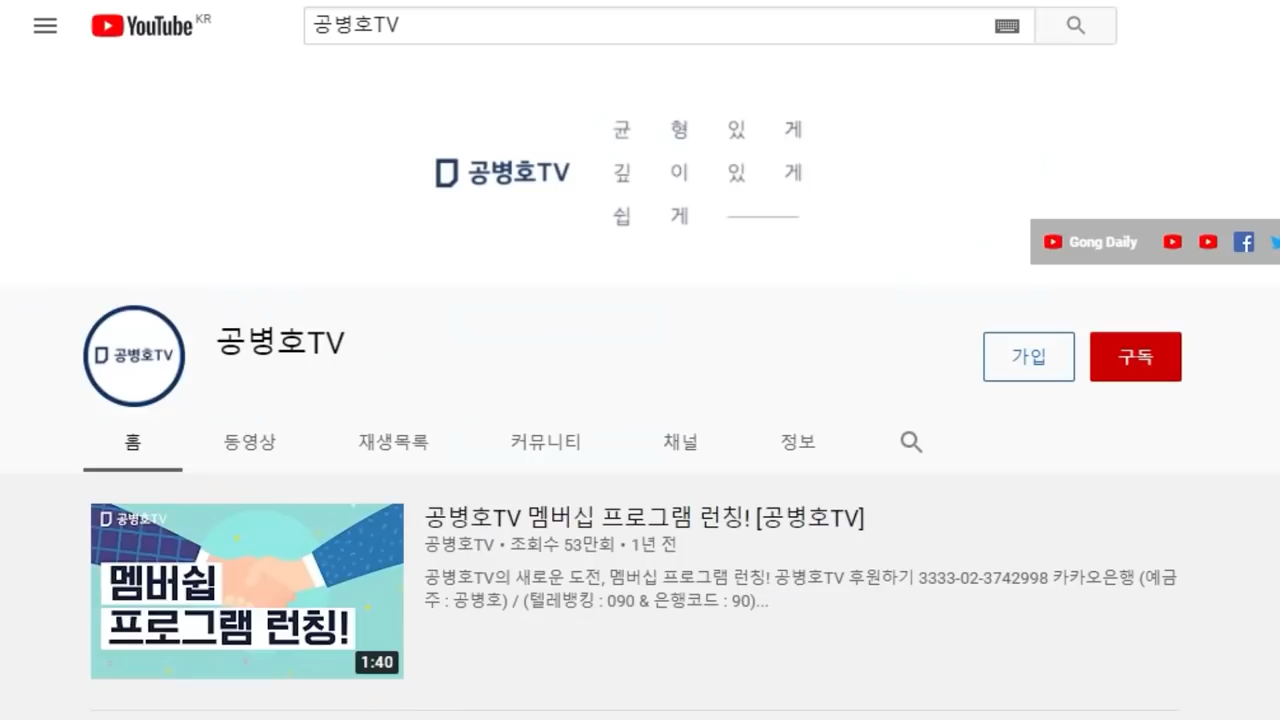 YouTube KR
공병호TV
균 형 있 게
공병호TV
깊 이 있 게
쉽 게
Gong Daily
공병호TV
공병호TV
가입
구독
홈
동영상
재생목록
커뮤니티
채널
정보
공병호TV
멤버쉽
프로그램 런칭!
1:40
공병호TV 멤버십 프로그램 런칭! [공병호TV]
공병호TV • 조회수 53만회 • 1년 전
공병호TV의 새로운 도전, 멤버십 프로그램 런칭! 공병호TV 후원하기 3333-02-3742998 카카오은행 (예금
주 : 공병호) / (텔레뱅킹 : 090 & 은행코드 : 90)...